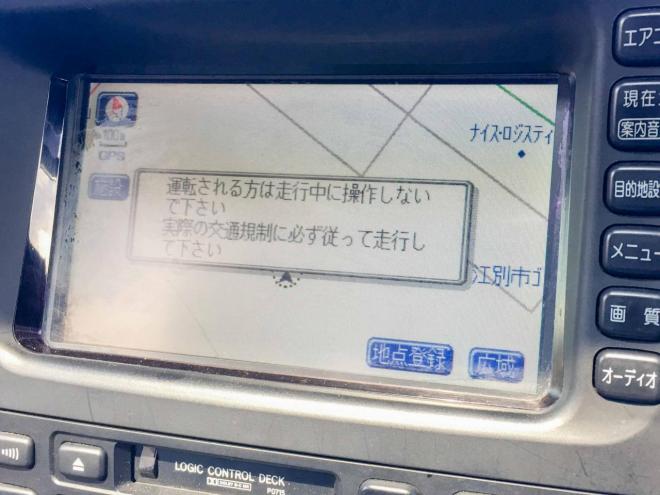 エアコ
現在
案内音
目的地設
メニュー
画 質
オーディオ
100m
GPS
ナイス・ロジスティ
運転される方は走行中に操作しない
で下さい
実際の交通規制に必ず従って走行し
て下さい
江別市ゴ
地点登録
広域
LOGIC CONTROL DECK
DOLBY B-C NR
P0715